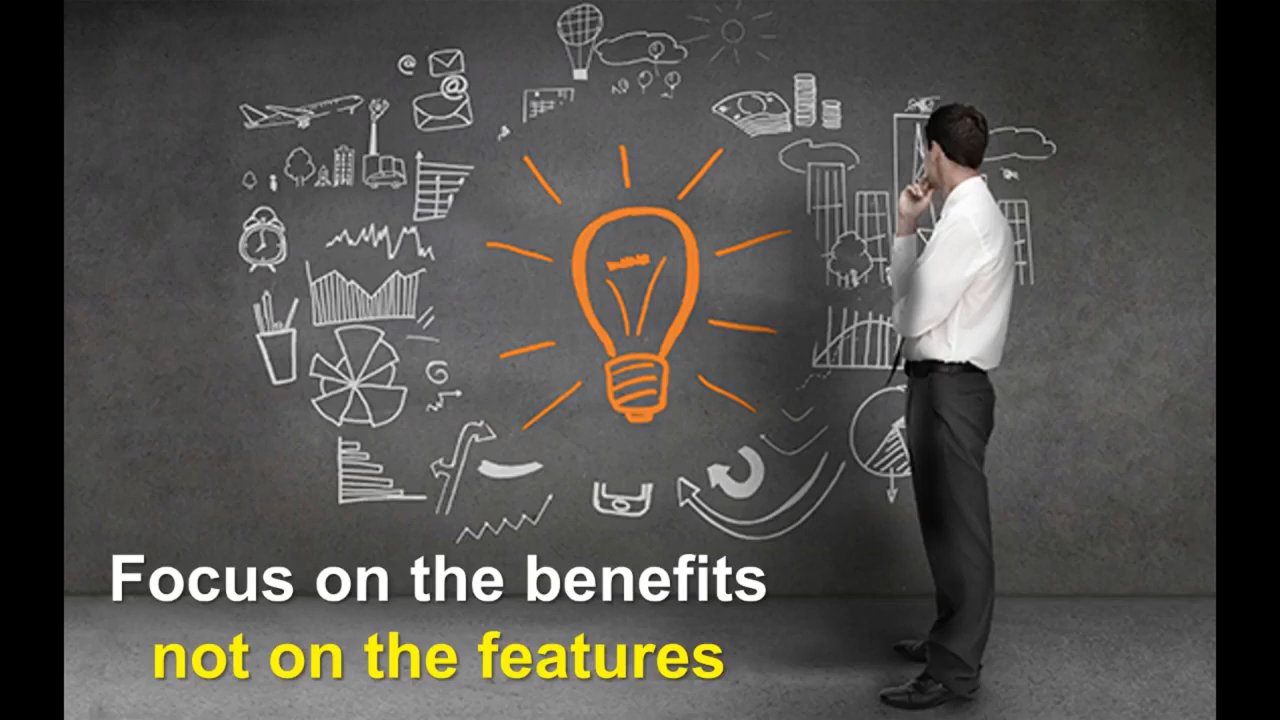 @
@
Focus on the benefits
not on the features